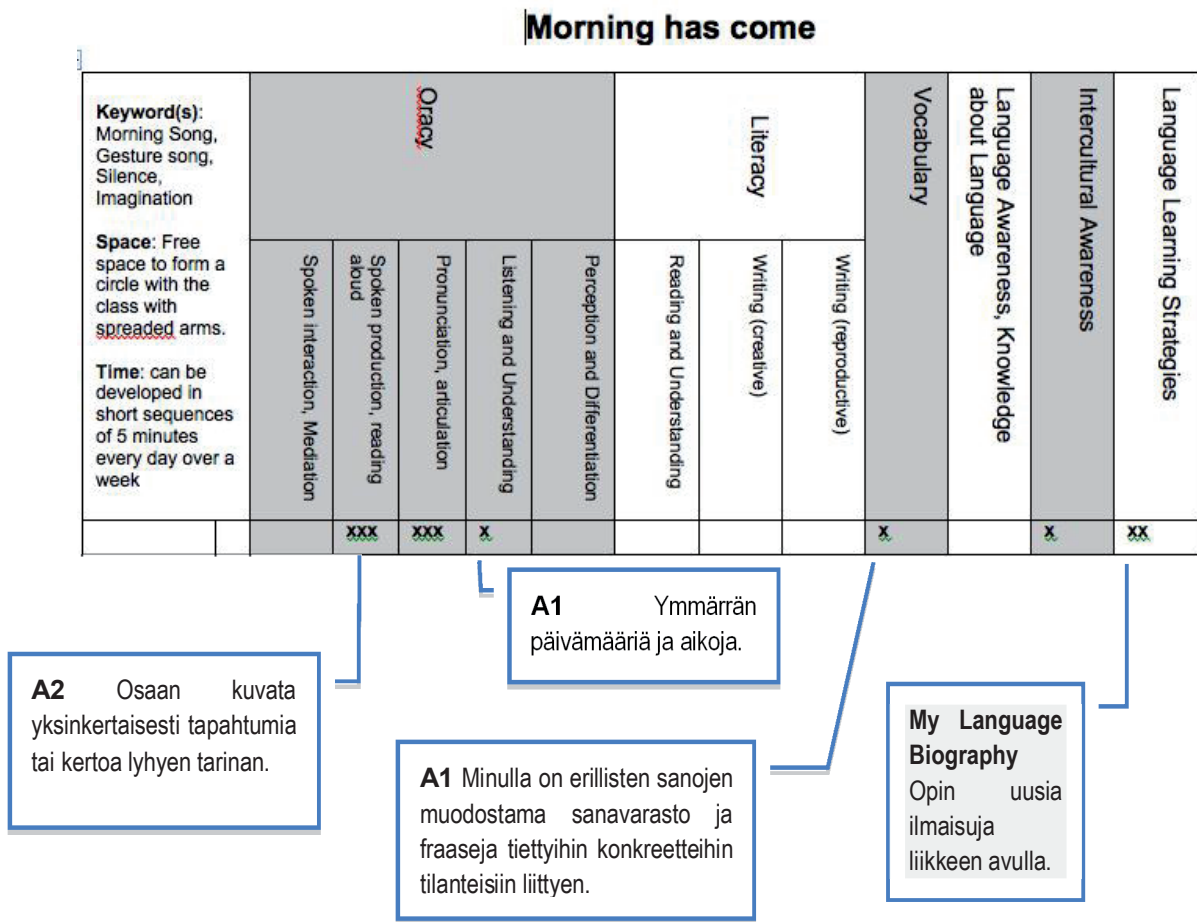 Morning has come
Keyword(s):
Morning Song,
Gesture song,
Silence,
Imagination
Space: Free
space to form a
circle with the
class with
spreaded arms.
Time: can be
developed in
short sequences
of 5 minutes
every day over a
week
Oracy
Literacy
Vocabulary
Language Awareness, Knowledge
about Language
Intercultural Awareness
Language Learning Strategies
Spoken interaction, Mediation
Spoken production, reading
aloud
Pronunciation, articulation
Listening and Understanding
Perception and Differentiation
Reading and Understanding
Writing (creative)
Writing (reproductive)
xxx xxx x x x xx
A1 Ymmärrän
päivämääriä ja aikoja.
A2 Osaan kuvata
yksinkertaisesti tapahtumia
tai kertoa lyhyen tarinan.
A1 Minulla on erillisten sanojen
muodostama sanavarasto ja
fraaseja tiettyihin konkreetteihin
tilanteisiin liittyen.
My Language
Biography
Opin uusia
ilmaisuja
liikkeen avulla.